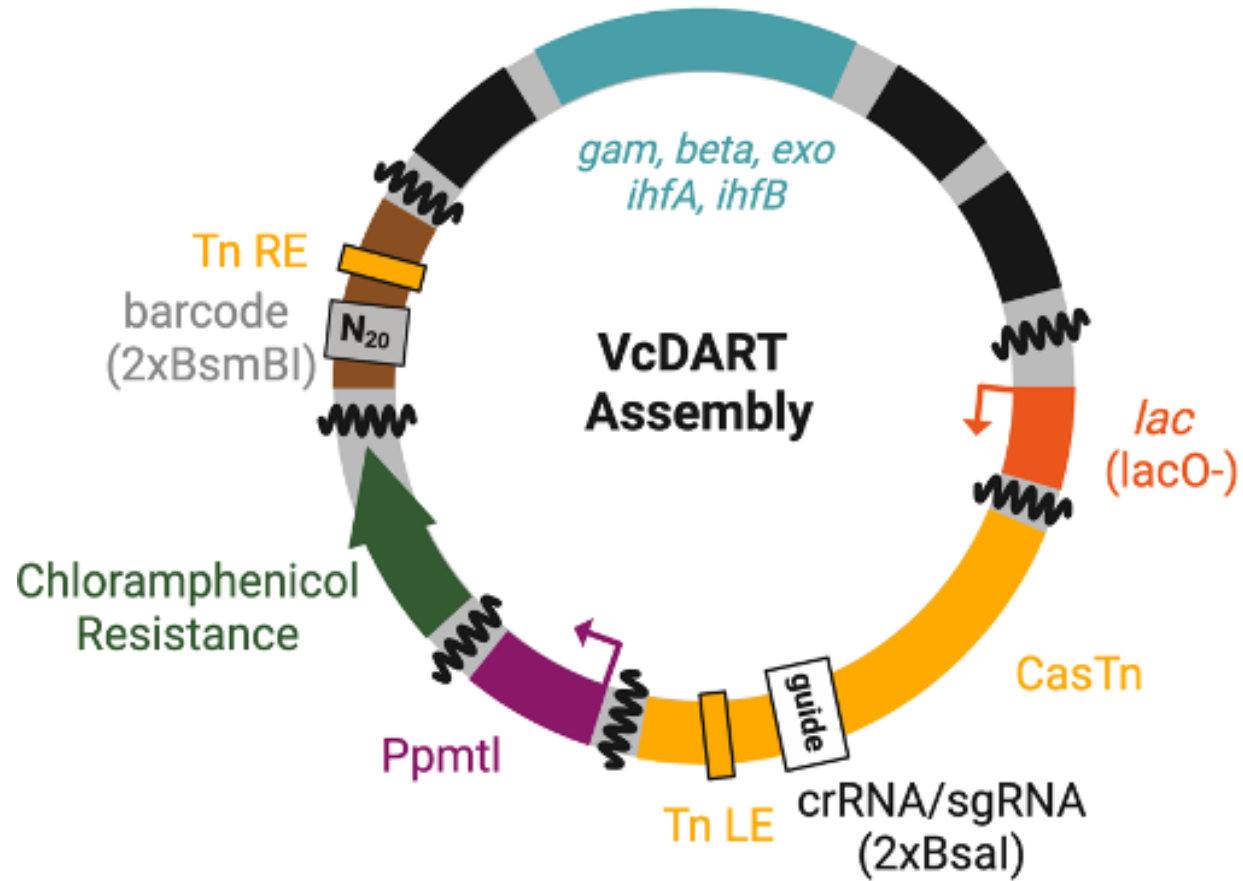 gam, beta, exo
ihfA, ihfB
Tn RE
barcode
(2xBsmBI)
N₂₀
VcDART
Assembly
lac
(lacO-)
Chloramphenicol
Resistance
CasTn
Ppmtl
guide
Tn LE
crRNA/sgRNA
(2xBsaI)